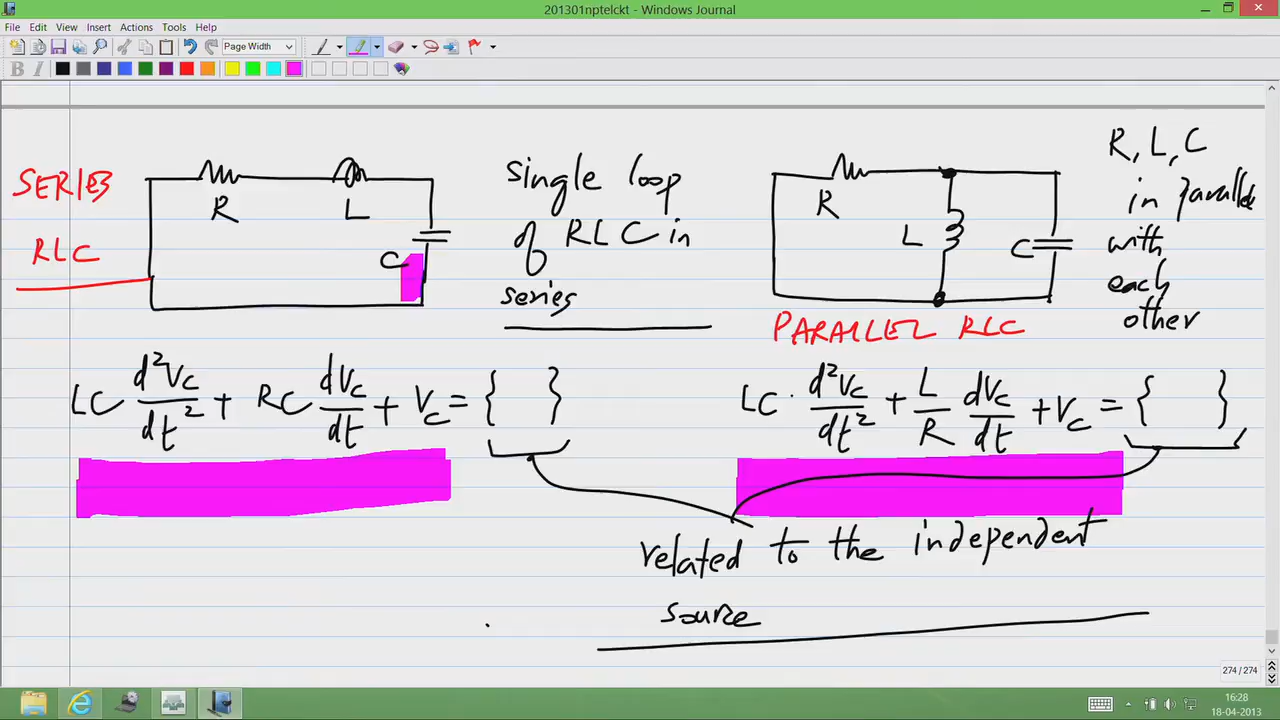 201301nptelckt - Windows Journal
File Edit View Insert Actions Tools Help
Page Width
B I
SERIES
RLC
R
L
C
single loop
of RLC in
series
R
L
C
PARALLEL RLC
R, L, C
in parallel
with
each
other
LC d²Vc/dt² + RC dVc/dt + Vc = { }
LC · d²Vc/dt² + L/R dVc/dt + Vc = { }
related to the independent
source
274 / 274
16:28
18-04-2013